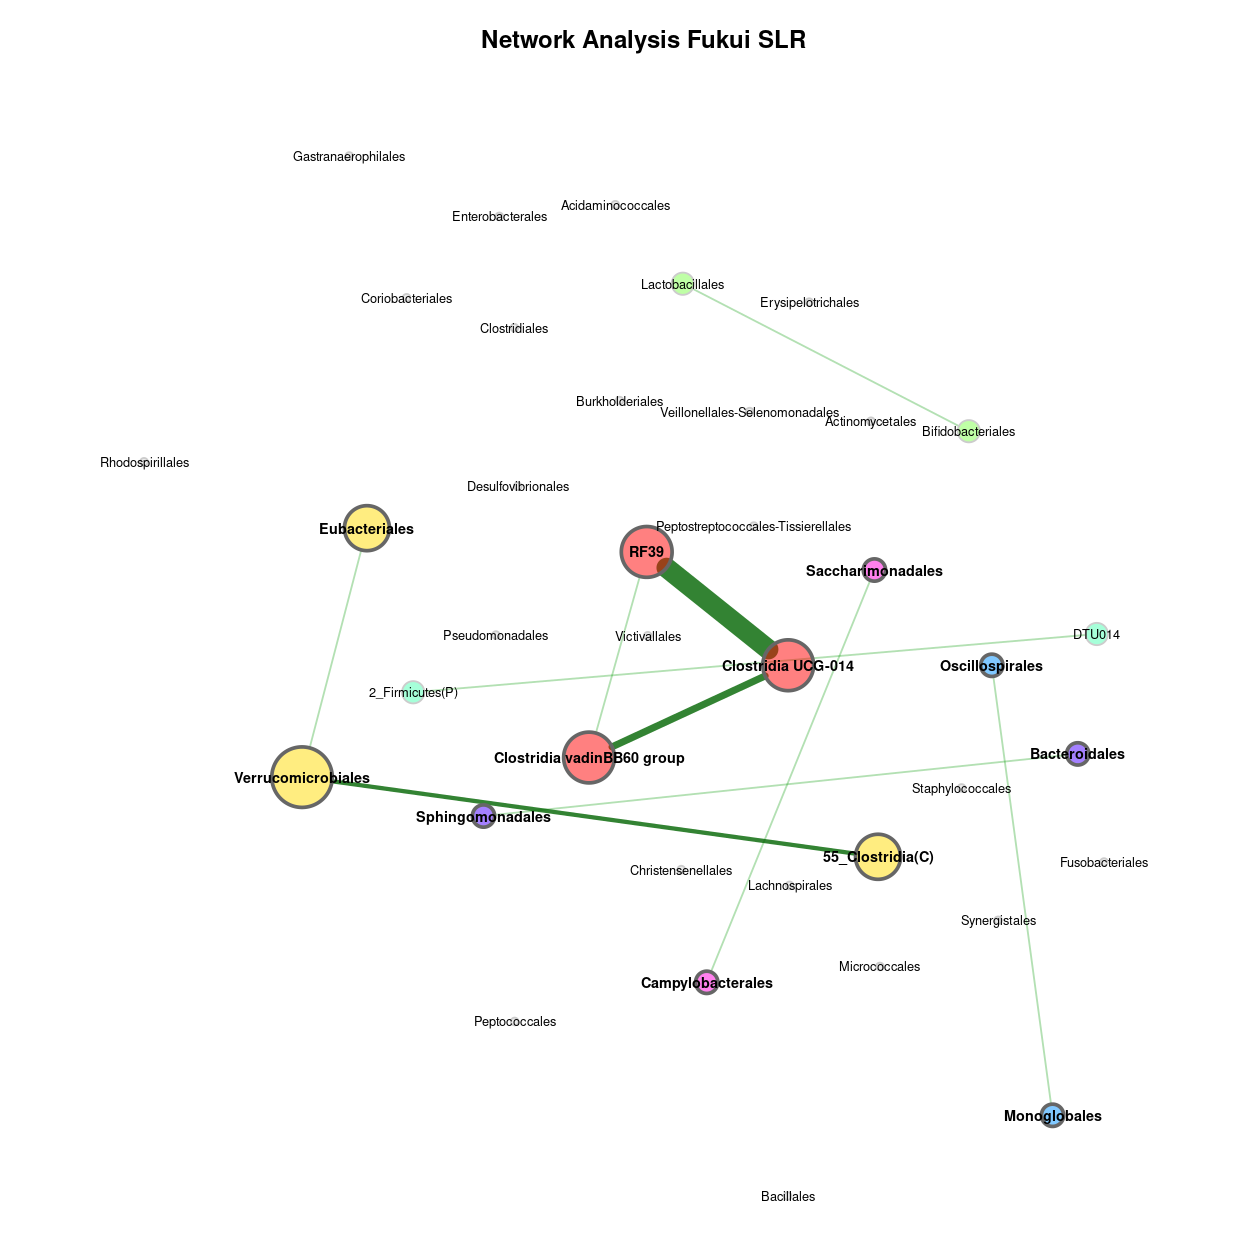 Network Analysis Fukui SLR
Gastranaerophilales
Acidaminococcales
Enterobacterales
Lactobacillales
Coriobacteriales
Erysipelotrichales
Clostridiales
Burkholderiales
Veillonellales-Selenomonadales
Actinomycetales
Bifidobacteriales
Rhodospirillales
Desulfovibrionales
Eubacteriales
Peptostreptococcales-Tissierellales
RF39
Saccharimonadales
Pseudomonadales
Victivallales
DTU014
Clostridia UCG-014
Oscillospirales
2_Firmicutes(P)
Clostridia vadinBB60 group
Bacteroidales
Verrucomicrobiales
Staphylococcales
Sphingomonadales
55_Clostridia(C)
Fusobacteriales
Christensenellales
Lachnospirales
Synergistales
Micrococcales
Campylobacterales
Peptococcales
Monoglobales
Bacillales